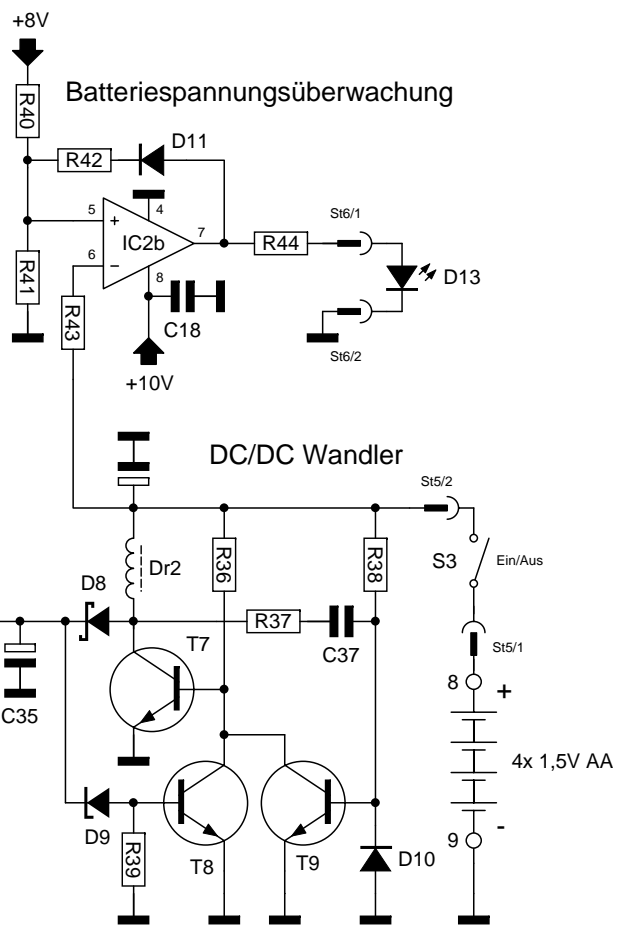 +8V
Batteriespannungsüberwachung
R40
D11
R42
4
St6/1
5
+
7
IC2b
R44
6
−
8
D13
R41
C18
R43
St6/2
+10V
DC/DC Wandler
St5/2
R36
R38
S3
Ein/Aus
Dr2
D8
R37
T7
C37
St5/1
C35
8
+
4x 1,5V AA
D9
R39
T8
T9
D10
9
-